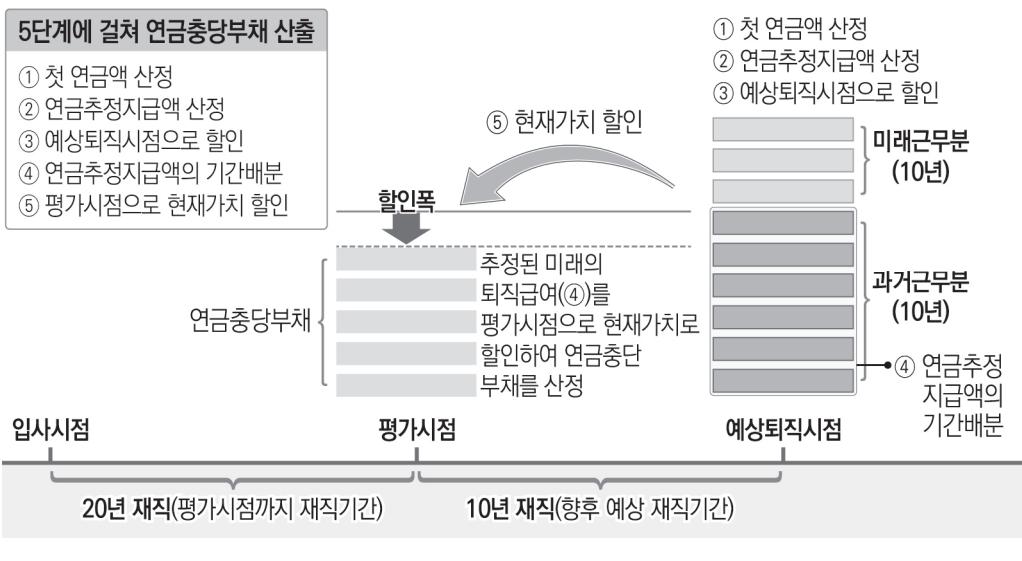 5단계에 걸쳐 연금충당부채 산출
① 첫 연금액 산정
② 연금추정지급액 산정
③ 예상퇴직시점으로 할인
④ 연금추정지급액의 기간배분
⑤ 평가시점으로 현재가치 할인
① 첫 연금액 산정
② 연금추정지급액 산정
③ 예상퇴직시점으로 할인
⑤ 현재가치 할인
미래근무분
(10년)
할인폭
과거근무분
(10년)
연금충당부채
추정된 미래의
퇴직급여(④)를
평가시점으로 현재가치로
할인하여 연금충단
부채를 산정
④ 연금추정
지급액의
기간배분
입사시점
평가시점
예상퇴직시점
20년 재직(평가시점까지 재직기간)
10년 재직(향후 예상 재직기간)